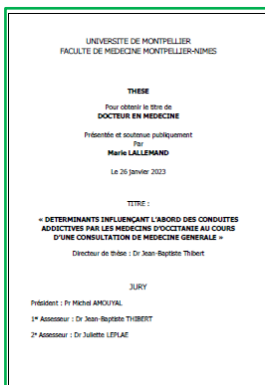 UNIVERSITE DE MONTPELLIER
FACULTE DE MEDECINE MONTPELLIER-NIMES
THESE
Pour obtenir le titre de
DOCTEUR EN MEDECINE
Présentée et soutenue publiquement
Par
Marie LALLEMAND
Le 26 janvier 2023
TITRE :
« DETERMINANTS INFLUENÇANT L'ABORD DES CONDUITES
ADDICTIVES PAR LES MEDECINS D'OCCITANIE AU COURS
D'UNE CONSULTATION DE MEDECINE GENERALE »
Directeur de thèse : Dr Jean-Baptiste Thibert
JURY
Président : Pr Michel AMOUYAL
1er Assesseur : Dr Jean-Baptiste THIBERT
2e Assesseur : Dr Juliette LEPLAE